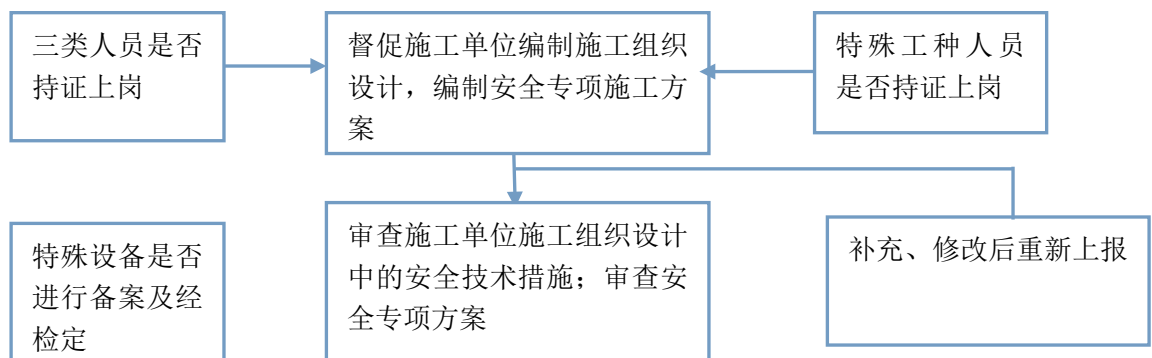 三类人员是否
持证上岗
督促施工单位编制施工组织
设计，编制安全专项施工方
案
特殊工种人员
是否持证上岗
特殊设备是否
进行备案及经
检定
审查施工单位施工组织设计
中的安全技术措施；审查安
全专项方案
补充、修改后重新上报